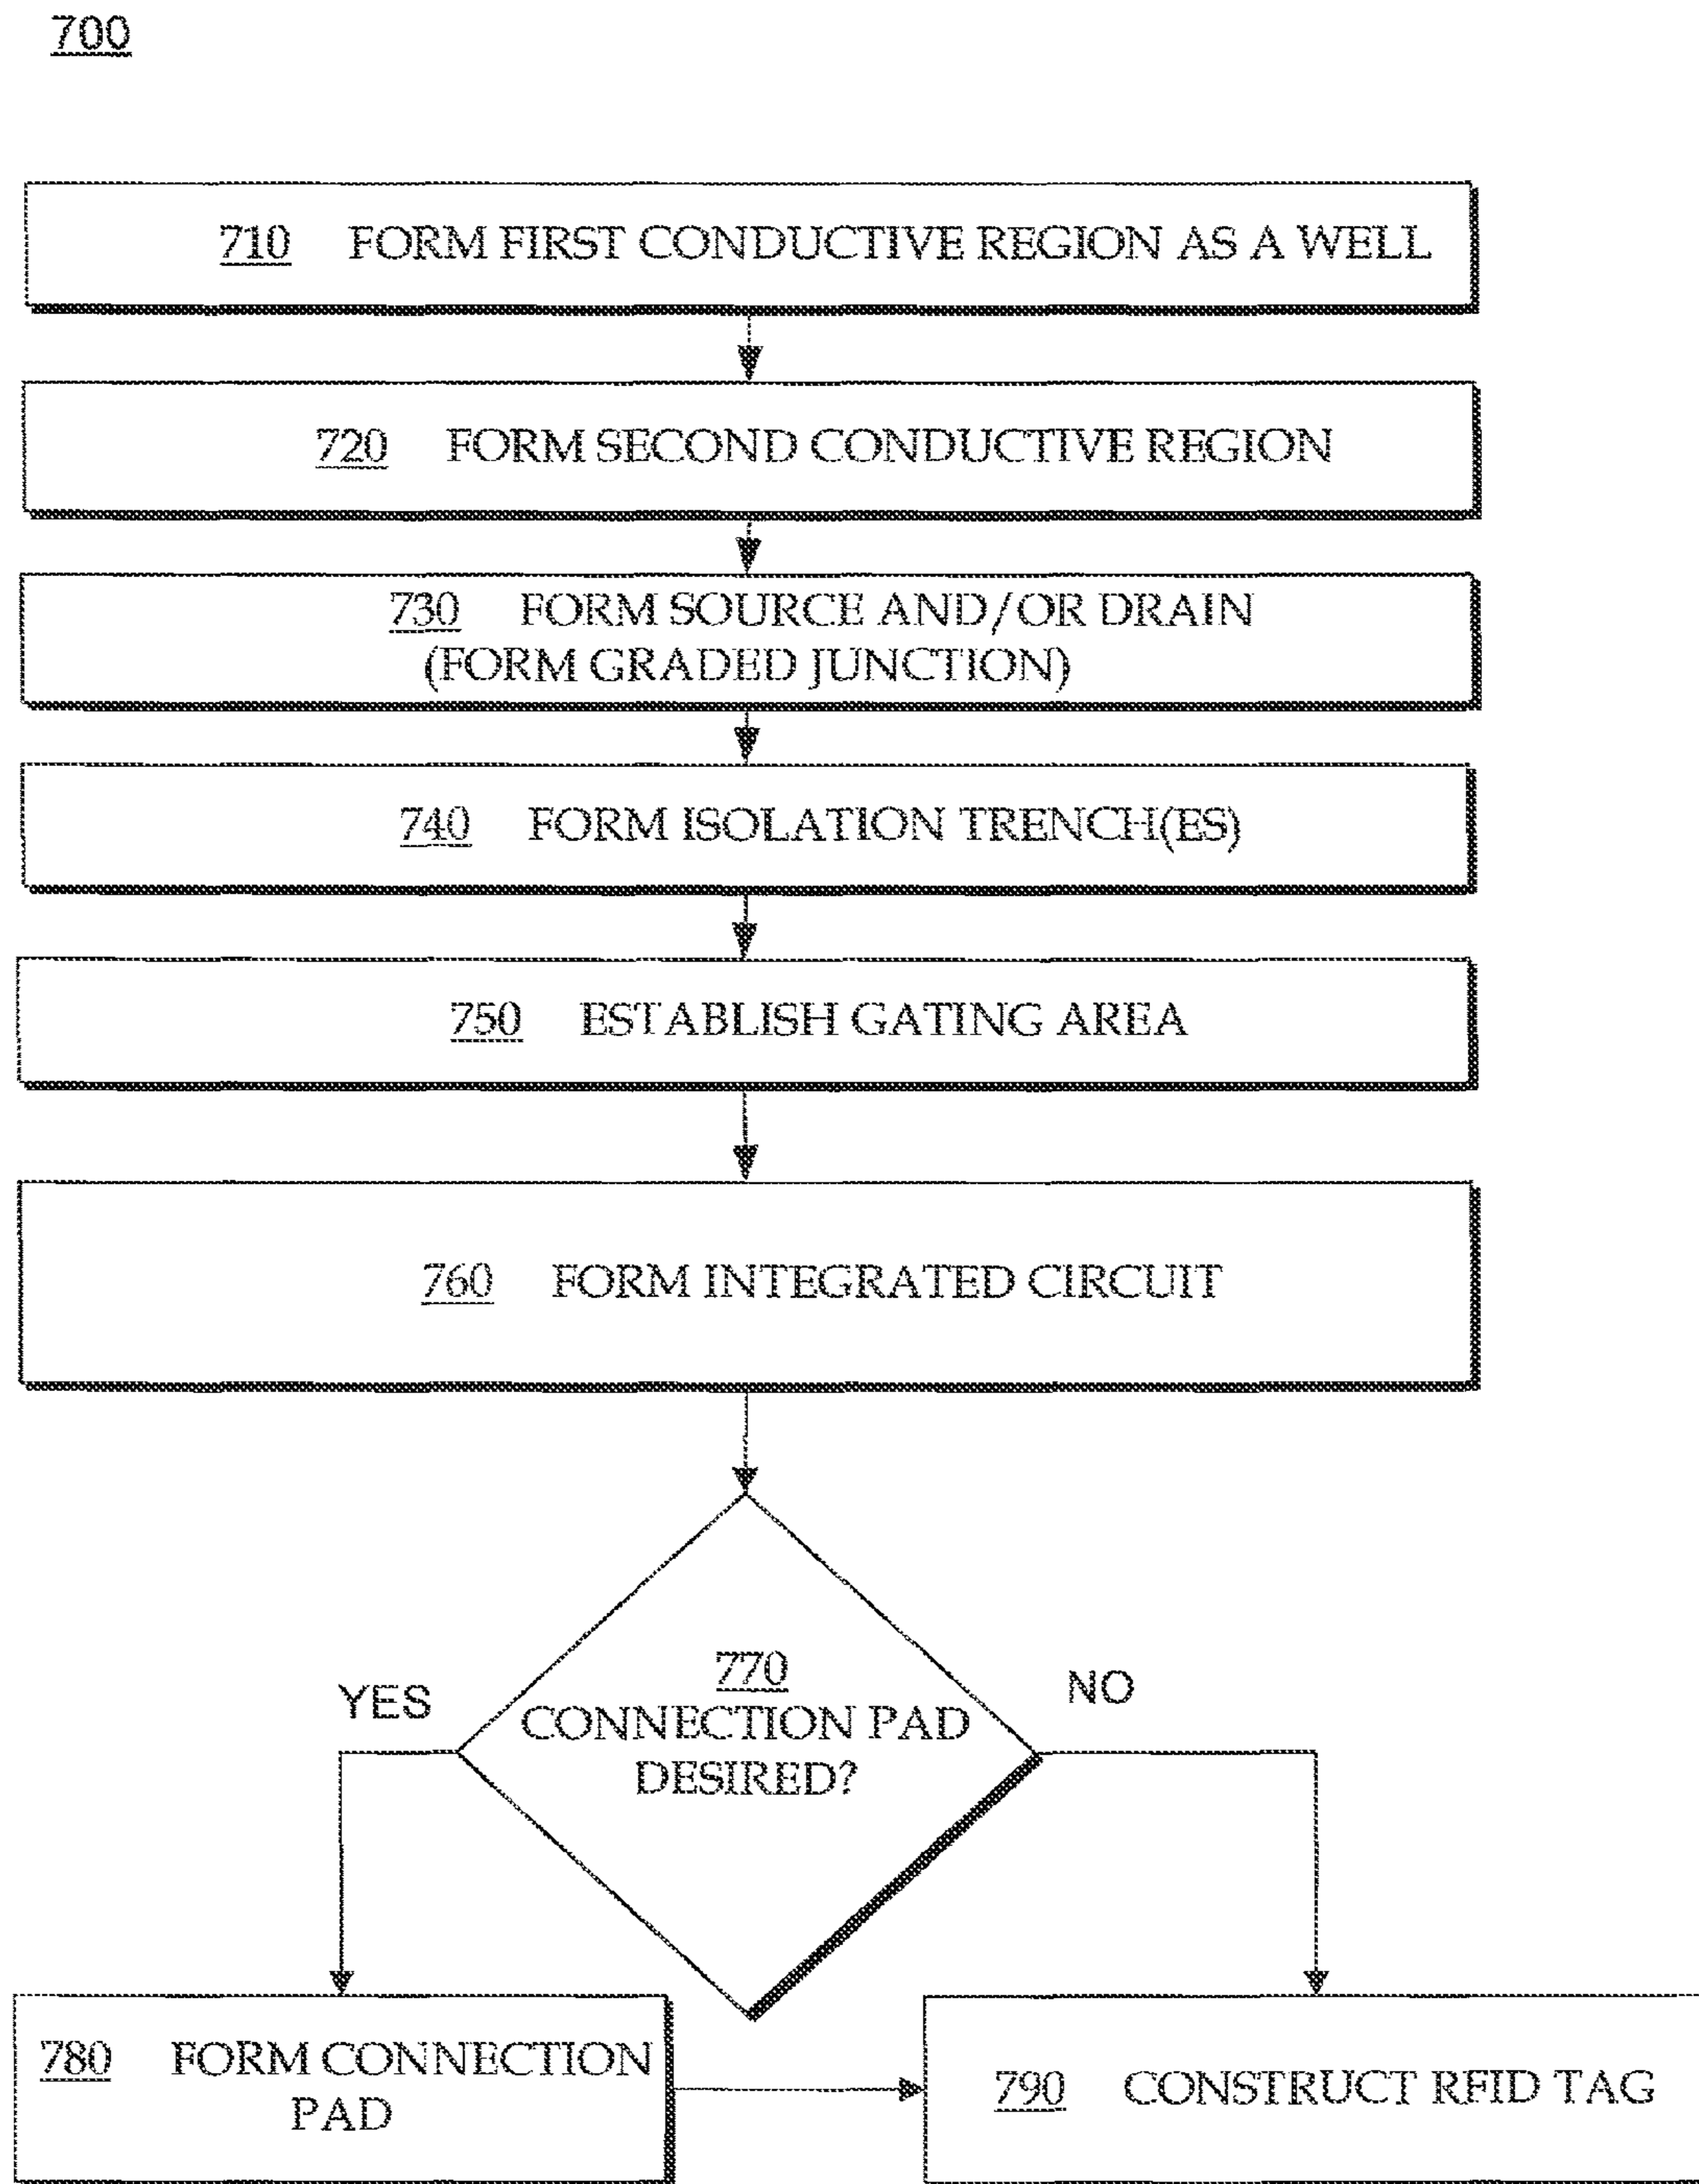 700
710 FORM FIRST CONDUCTIVE REGION AS A WELL
720 FORM SECOND CONDUCTIVE REGION
730 FORM SOURCE AND/OR DRAIN
(FORM GRADED JUNCTION)
740 FORM ISOLATION TRENCH(ES)
750 ESTABLISH GATING AREA
760 FORM INTEGRATED CIRCUIT
770
CONNECTION PAD
DESIRED?
YES
NO
780 FORM CONNECTION
PAD
790 CONSTRUCT RFID TAG